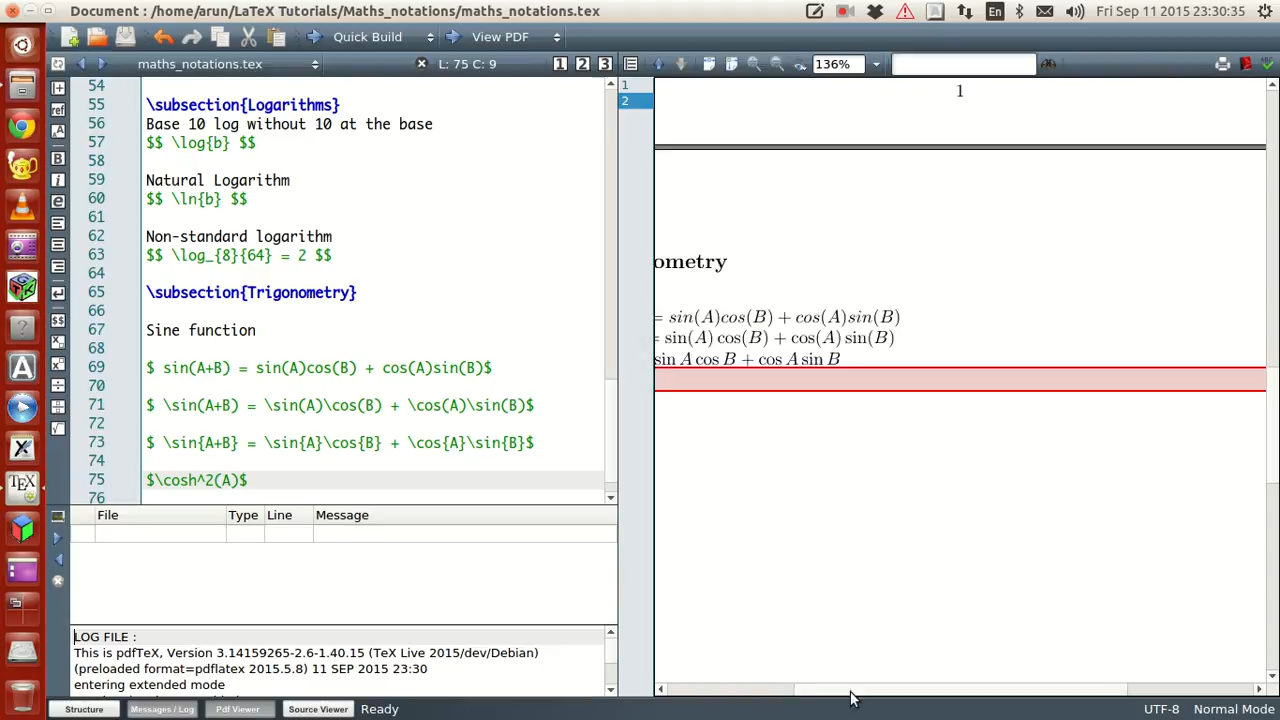 Document : /home/arun/LaTeX Tutorials/Maths_notations/maths_notations.tex
En
Fri Sep 11 2015 23:30:35
Quick Build
View PDF
maths_notations.tex
L: 75 C: 9
1 2 3
136%
54
55 \subsection{Logarithms}
56 Base 10 log without 10 at the base
57 $$ \log{b} $$
58
59 Natural Logarithm
60 $$ \ln{b} $$
61
62 Non-standard logarithm
63 $$ \log_{8}{64} = 2 $$
64
65 \subsection{Trigonometry}
66
67 Sine function
68
69 $ sin(A+B) = sin(A)cos(B) + cos(A)sin(B)$
70
71 $ \sin(A+B) = \sin(A)\cos(B) + \cos(A)\sin(B)$
72
73 $ \sin{A+B} = \sin{A}\cos{B} + \cos{A}\sin{B}$
74
75 $\cosh^2(A)$
76
1
2
1
ometry
= sin(A)cos(B) + cos(A)sin(B)
= sin(A) cos(B) + cos(A) sin(B)
sin A cos B + cos A sin B
File Type Line Message
LOG FILE :
This is pdfTeX, Version 3.14159265-2.6-1.40.15 (TeX Live 2015/dev/Debian)
(preloaded format=pdflatex 2015.5.8) 11 SEP 2015 23:30
entering extended mode
Structure
Messages / Log
Pdf Viewer
Source Viewer
Ready
UTF-8
Normal Mode